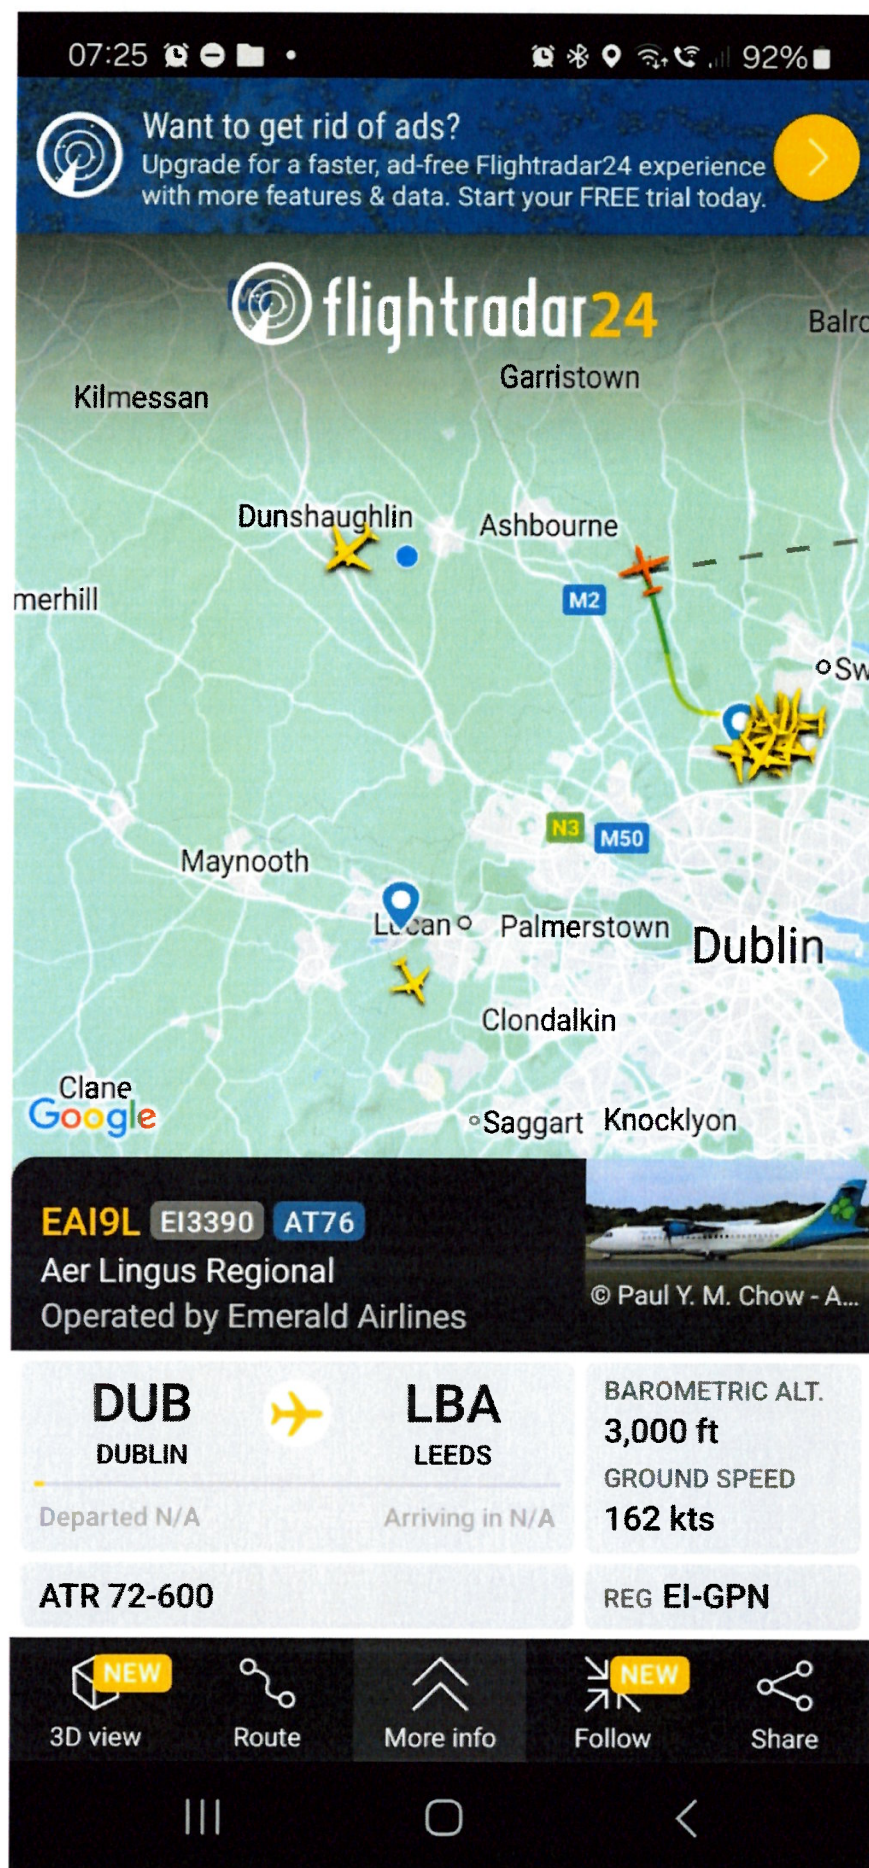 07:25
92%
Want to get rid of ads?
Upgrade for a faster, ad-free Flightradar24 experience
with more features & data. Start your FREE trial today.
flightradar24
Balro
Garristown
Kilmessan
Dunshaughlin
Ashbourne
merhill
M2
Sw
N3
M50
Maynooth
Lucan
Palmerstown
Dublin
Clondalkin
Clane
Google
Saggart
Knocklyon
EAI9L EI3390 AT76
Aer Lingus Regional
Operated by Emerald Airlines
© Paul Y. M. Chow - A...
DUB
DUBLIN
LBA
LEEDS
Departed N/A
Arriving in N/A
BAROMETRIC ALT.
3,000 ft
GROUND SPEED
162 kts
ATR 72-600
REG EI-GPN
NEW
NEW
3D view
Route
More info
Follow
Share